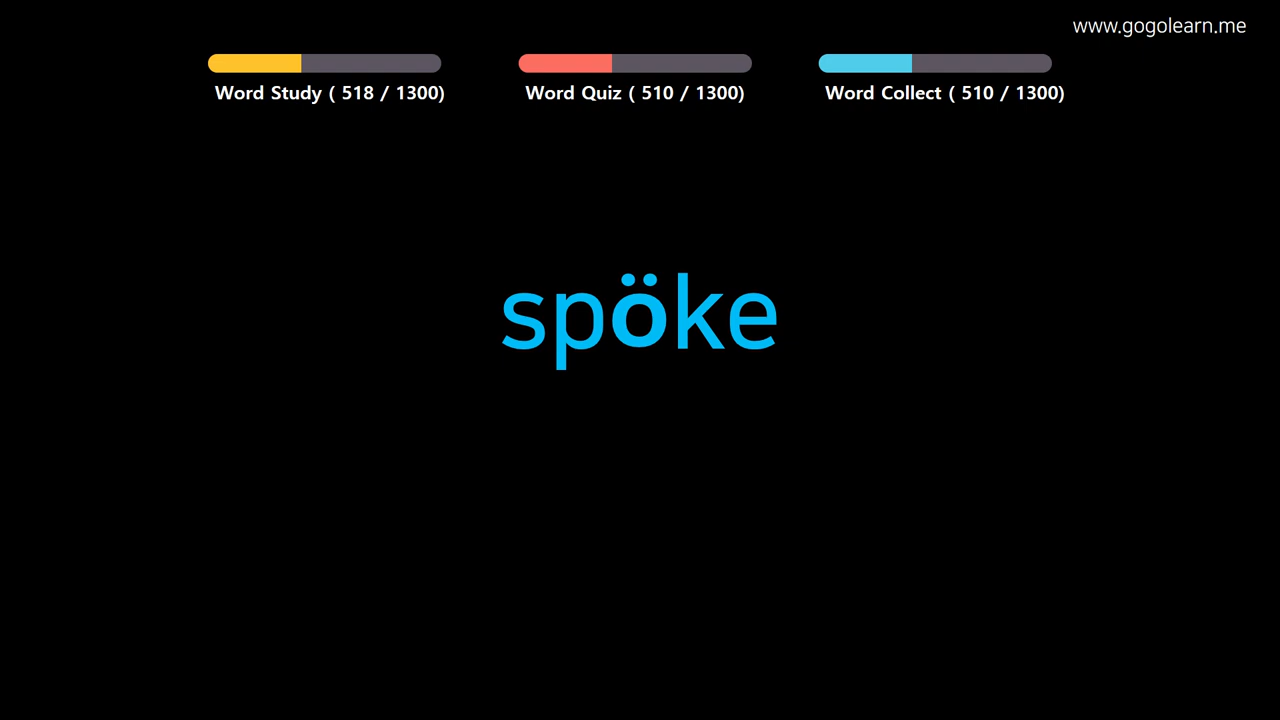 www.gogolearn.me
Word Study ( 518 / 1300)
Word Quiz ( 510 / 1300)
Word Collect ( 510 / 1300)
spöke